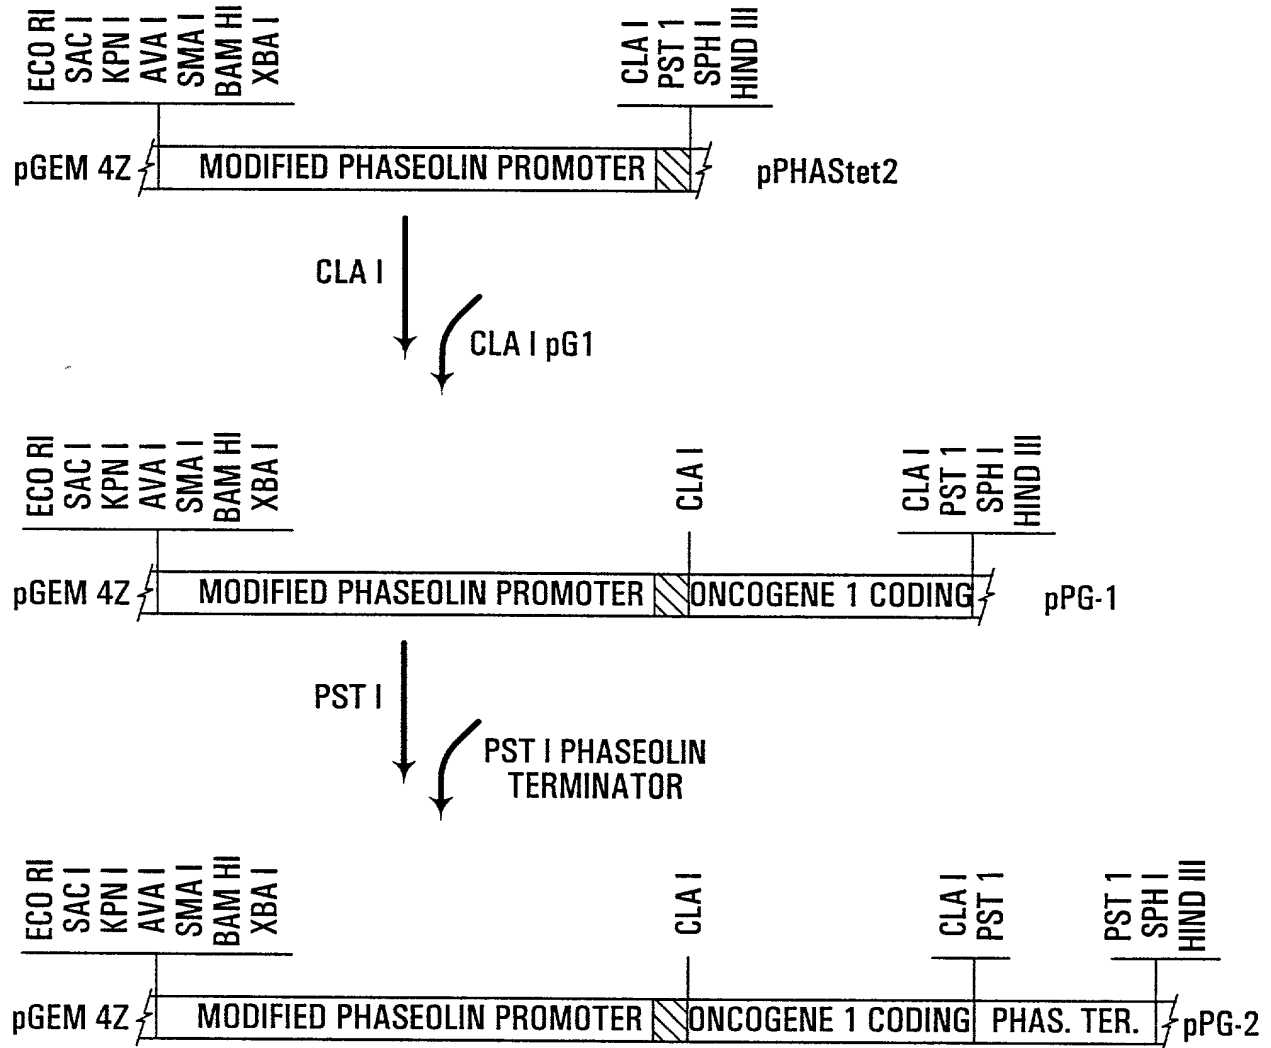 ECO RI
SAC I
KPN I
AVA I
SMA I
BAM HI
XBA I
CLA I
PST 1
SPH I
HIND III
pGEM 4Z
MODIFIED PHASEOLIN PROMOTER
pPHAStet2
CLA I
CLA I pG1
ECO RI
SAC I
KPN I
AVA I
SMA I
BAM HI
XBA I
CLA I
CLA I
PST 1
SPH I
HIND III
pGEM 4Z
MODIFIED PHASEOLIN PROMOTER
ONCOGENE 1 CODING
pPG-1
PST I
PST I PHASEOLIN
TERMINATOR
ECO RI
SAC I
KPN I
AVA I
SMA I
BAM HI
XBA I
CLA I
CLA I
PST 1
PST 1
SPH I
HIND III
pGEM 4Z
MODIFIED PHASEOLIN PROMOTER
ONCOGENE 1 CODING
PHAS. TER.
pPG-2